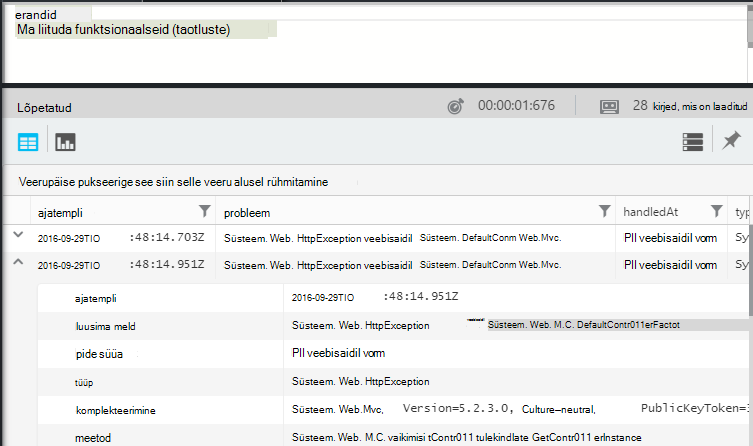 erandid
Ma liituda funktsionaalseid (taotluste)
Lõpetatud 00:00:01:676 28 kirjed, mis on laaditud
Veerupäise pukseerige see siin selle veeru alusel rühmitamine
ajatempli probleem handledAt typ
2016-09-29TIO :48:14.703Z Süsteem. Web. HttpException veebisaidil Süsteem. DefaultConm Web.Mvc. Pll veebisaidil vorm Sy
2016-09-29TIO :48:14.951Z Süsteem. Web. HttpException veebisaidil Süsteem. DefaultConm Web.Mvc. Pll veebisaidil vorm Sy
ajatempli 2016-09-29TIO :48:14.951Z
luusima meld Süsteem. Web. HttpException Süsteem. Web. M.C. DefaultContr011erFactot
pide süüa Pll veebisaidil vorm
tüüp Süsteem. Web. HttpException
komplekteerimine Süsteem. Web.Mvc, Version=5.2.3.0, Culture–neutral, PublicKeyToken=3
meetod Süsteem. Web. M.C. vaikimisi tContr011 tulekindlate GetContr011 erInstance